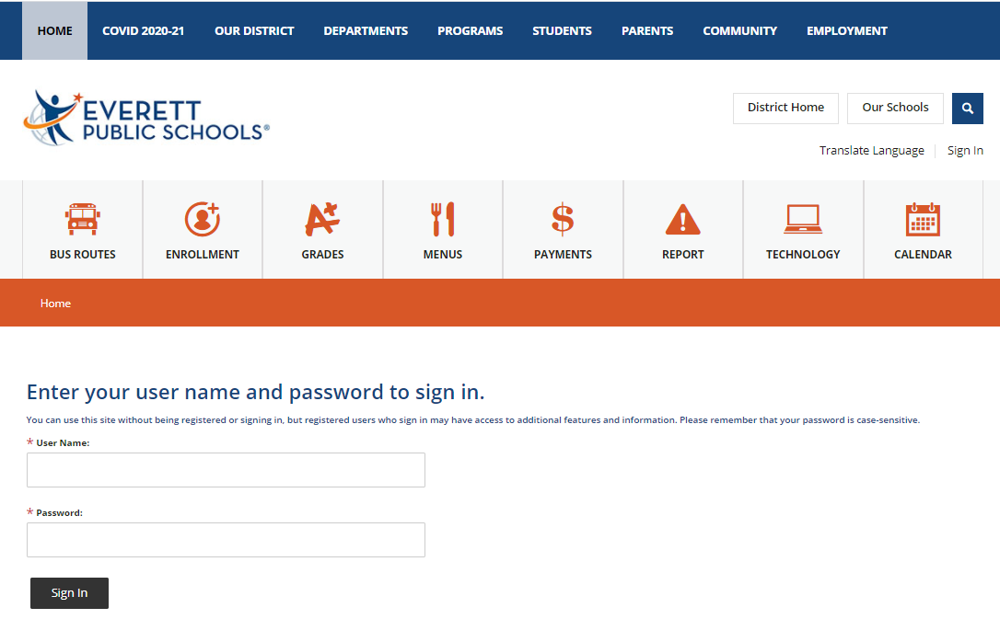 HOME COVID 2020-21 OUR DISTRICT DEPARTMENTS PROGRAMS STUDENTS PARENTS COMMUNITY EMPLOYMENT
EVERETT
PUBLIC SCHOOLS®
District Home Our Schools
Translate Language Sign In
BUS ROUTES ENROLLMENT GRADES MENUS PAYMENTS REPORT TECHNOLOGY CALENDAR
Home
Enter your user name and password to sign in.
You can use this site without being registered or signing in, but registered users who sign in may have access to additional features and information. Please remember that your password is case-sensitive.
* User Name:
* Password:
Sign In